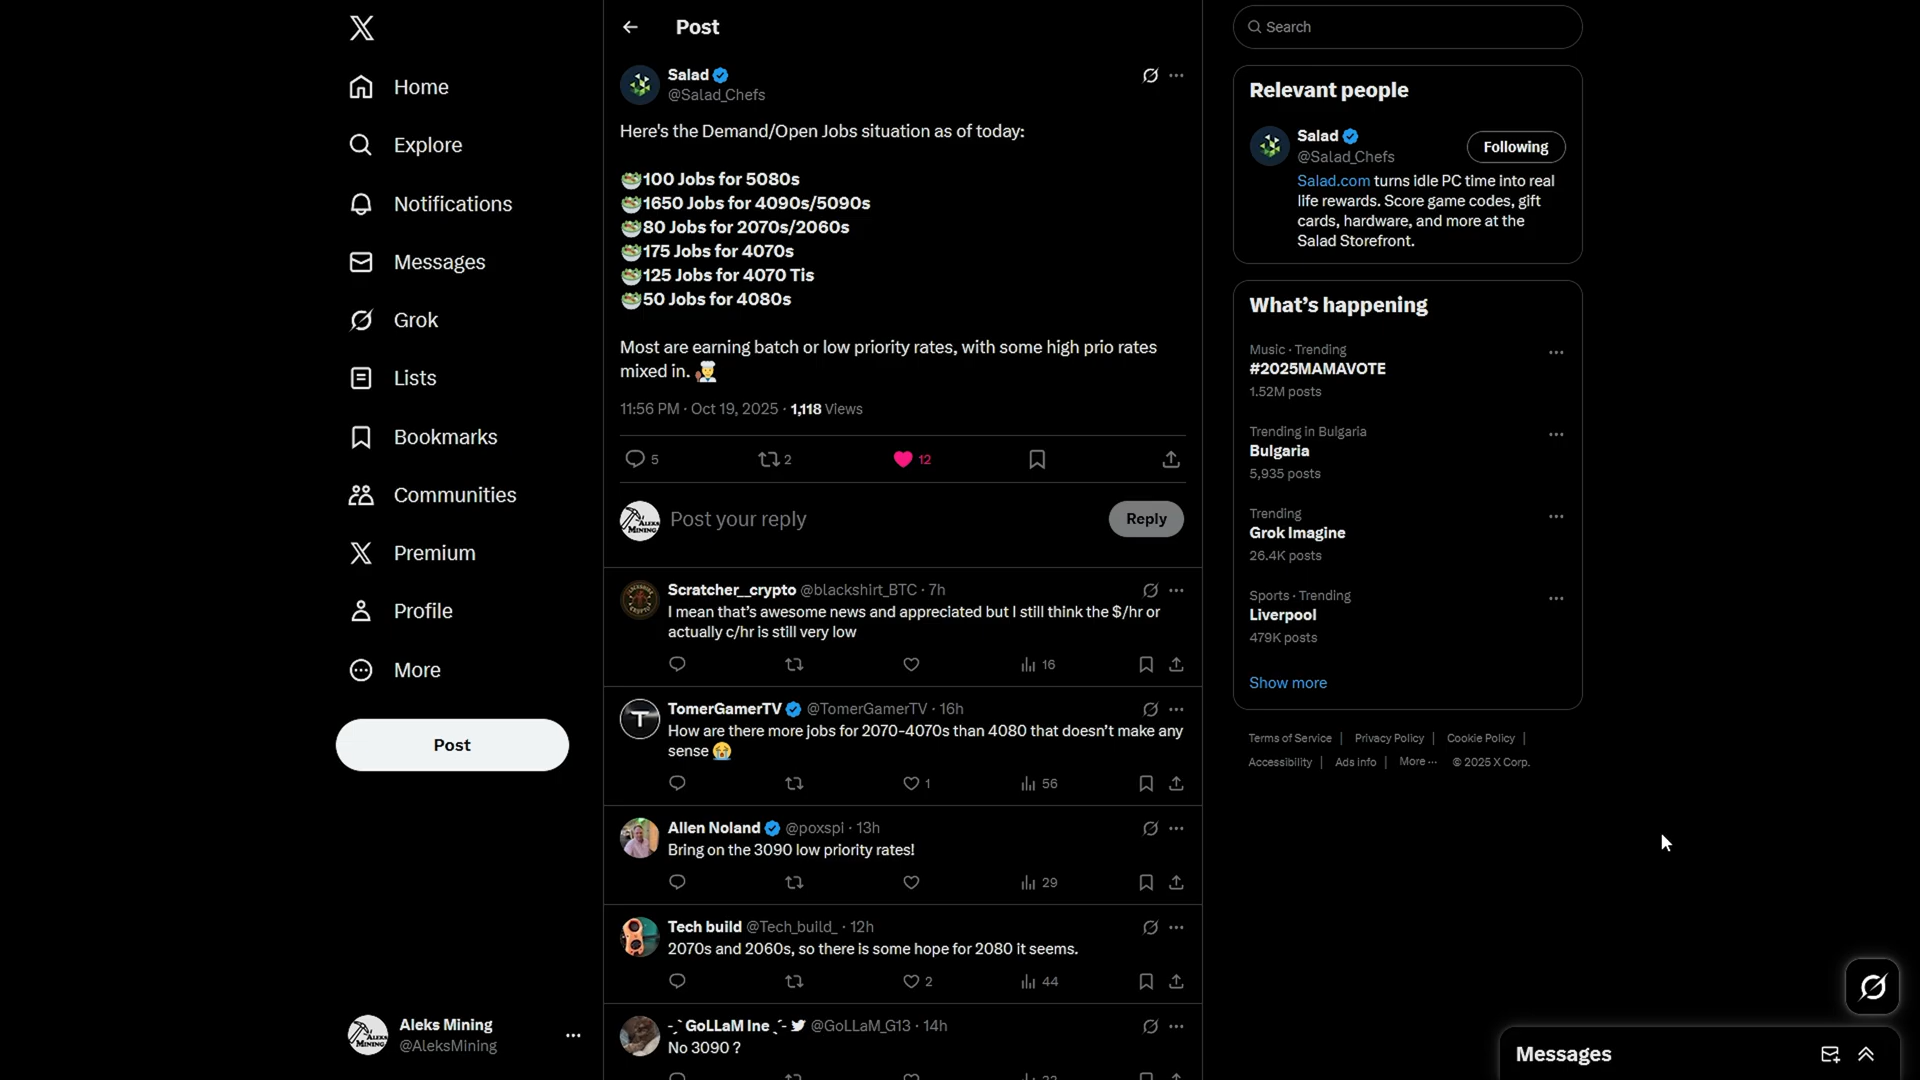 Home
Explore
Notifications
Messages
Grok
Lists
Bookmarks
Communities
Premium
Profile
More
Post
Aleks Mining
@AleksMining
Post
Salad
@Salad_Chefs
Here's the Demand/Open Jobs situation as of today:
🥗100 Jobs for 5080s
🥗1650 Jobs for 4090s/5090s
🥗80 Jobs for 2070s/2060s
🥗175 Jobs for 4070s
🥗125 Jobs for 4070 Tis
🥗50 Jobs for 4080s
Most are earning batch or low priority rates, with some high prio rates
mixed in.
11:56 PM · Oct 19, 2025 · 1,118 Views
5 2 12
Post your reply
Reply
Scratcher__crypto @blackshirt_BTC · 7h
I mean that's awesome news and appreciated but I still think the $/hr or
actually c/hr is still very low
16
TomerGamerTV @TomerGamerTV · 16h
How are there more jobs for 2070-4070s than 4080 that doesn't make any
sense 😭
1 56
Allen Noland @poxspi · 13h
Bring on the 3090 low priority rates!
29
Tech build @Tech_build_ · 12h
2070s and 2060s, so there is some hope for 2080 it seems.
2 44
-ˏˋ GoLLaM Ine ˊˎ- @GoLLaM_G13 · 14h
No 3090 ?
Search
Relevant people
Salad
@Salad_Chefs
Following
Salad.com turns idle PC time into real
life rewards. Score game codes, gift
cards, hardware, and more at the
Salad Storefront.
What's happening
Music · Trending
#2025MAMAVOTE
1.52M posts
Trending in Bulgaria
Bulgaria
5,935 posts
Trending
Grok Imagine
26.4K posts
Sports · Trending
Liverpool
479K posts
Show more
Terms of Service | Privacy Policy | Cookie Policy |
Accessibility | Ads info | More ··· © 2025 X Corp.
Messages